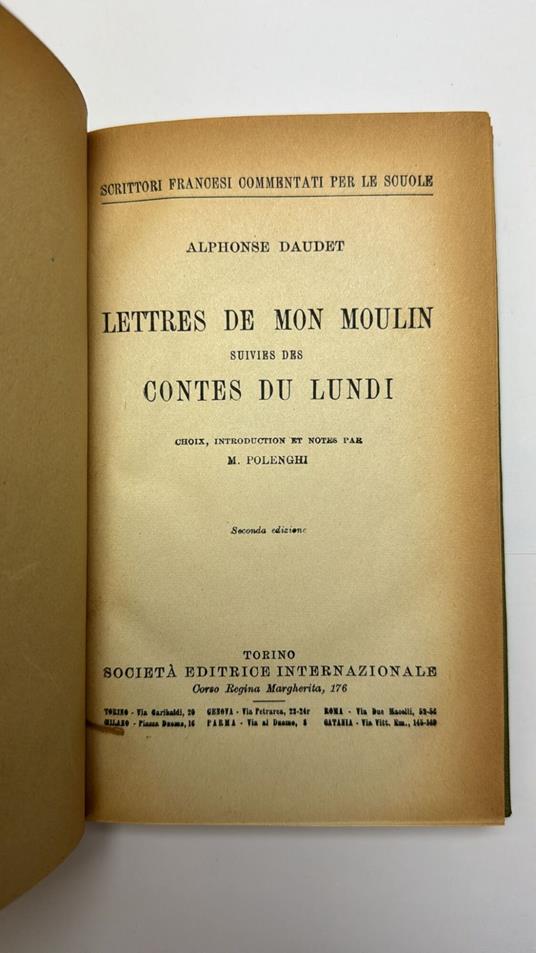 SCRITTORI FRANCESI COMMENTATI PER LE SCUOLE
ALPHONSE DAUDET
LETTRES DE MON MOULIN
SUIVIES DES
CONTES DU LUNDI
CHOIX, INTRODUCTION ET NOTES PAR
M. POLENGHI
Seconda edizione
TORINO
SOCIETÀ EDITRICE INTERNAZIONALE
Corso Regina Margherita, 176
TORINO - Via Garibaldi, 20 GENOVA - Via Petrarca, 22-24r ROMA - Via Due Macelli, 52-54
MILANO - Piazza Duomo, 16 PARMA - Via al Duomo, 8 CATANIA - Via Vitt. Em., 145-149